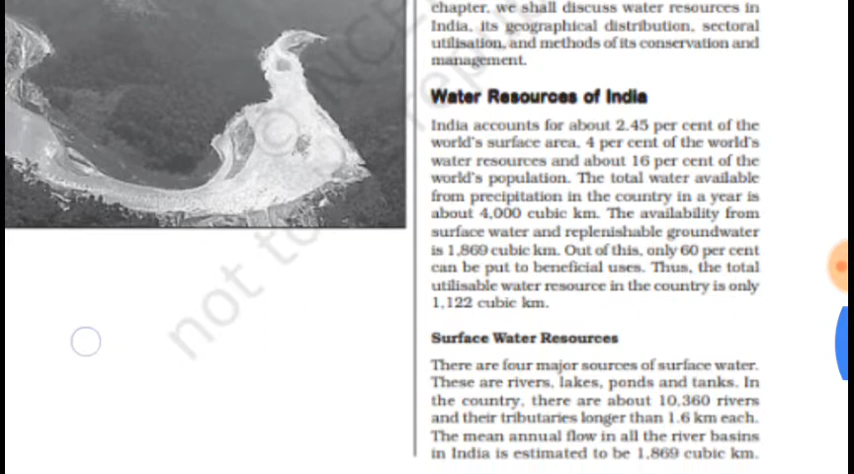 chapter, we shall discuss water resources in
India, its geographical distribution, sectoral
utilisation, and methods of its conservation and
management.
Water Resources of India
India accounts for about 2.45 per cent of the
world's surface area, 4 per cent of the world's
water resources and about 16 per cent of the
world's population. The total water available
from precipitation in the country in a year is
about 4,000 cubic km. The availability from
surface water and replenishable groundwater
is 1,869 cubic km. Out of this, only 60 per cent
can be put to beneficial uses. Thus, the total
utilisable water resource in the country is only
1,122 cubic km.
Surface Water Resources
There are four major sources of surface water.
These are rivers, lakes, ponds and tanks. In
the country, there are about 10,360 rivers
and their tributaries longer than 1.6 km each.
The mean annual flow in all the river basins
in India is estimated to be 1,869 cubic km.
not to